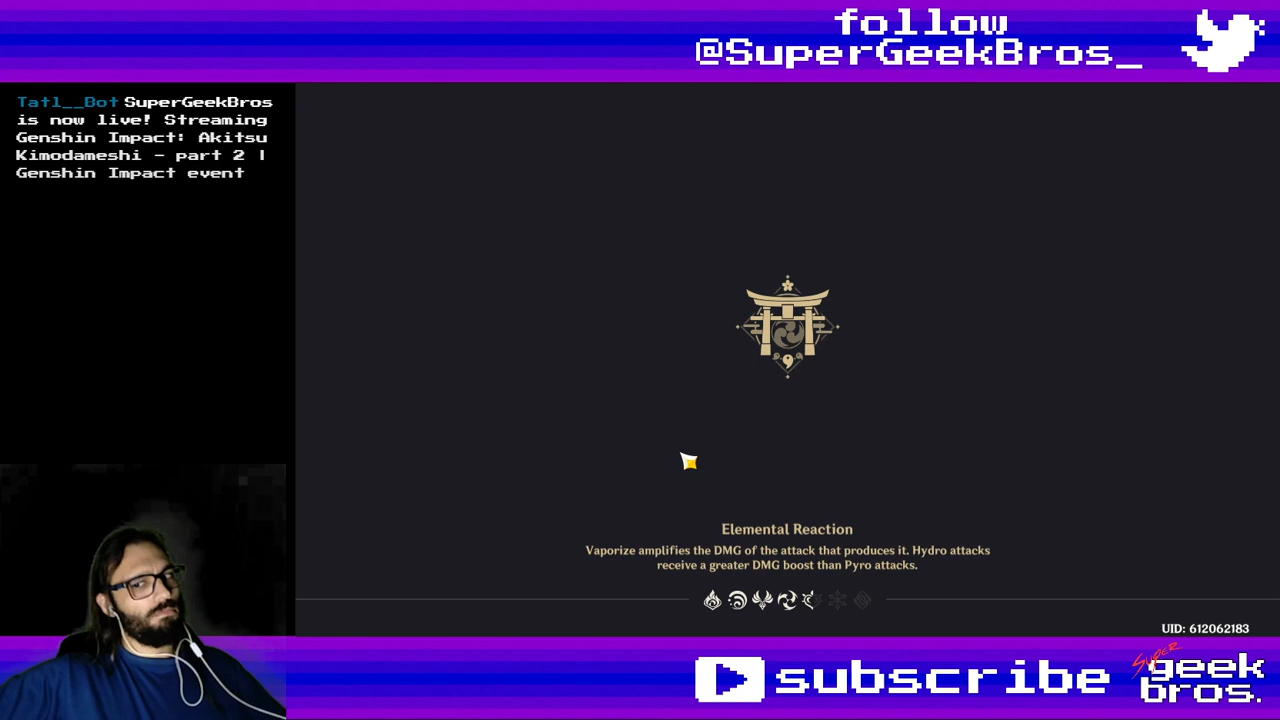 follow
@SuperGeekBros_
Tatl__Bot SuperGeekBros
is now live! Streaming
Genshin Impact: Akitsu
Kimodameshi - part 2 |
Genshin Impact event
Elemental Reaction
Vaporize amplifies the DMG of the attack that produces it. Hydro attacks
receive a greater DMG boost than Pyro attacks.
UID: 612062183
subscribe
SUPER
geek
bros.